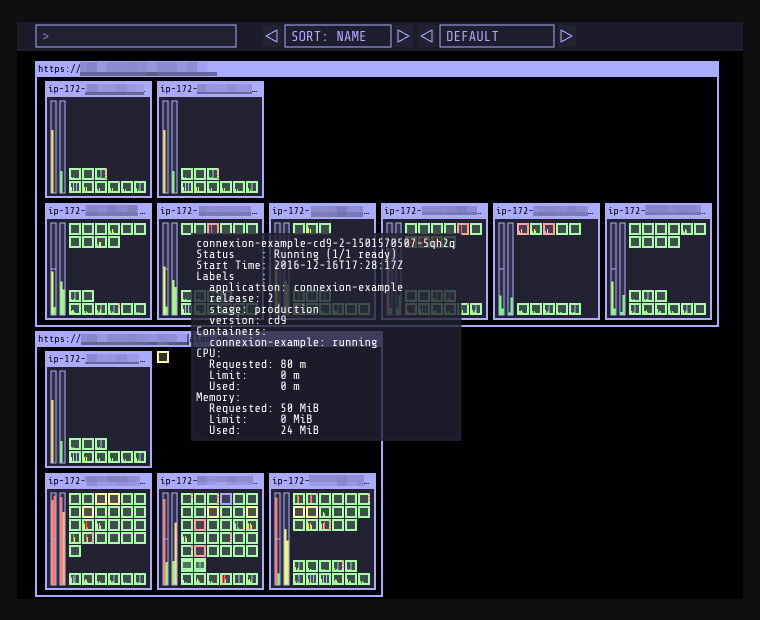 >
SORT: NAME
DEFAULT
https://
ip-172-
ip-172-
ip-172-
ip-172-
ip-172-
ip-172-
ip-172-
ip-172-
connexion-example-cd9-2-1501570507-5qh2q
Status    : Running (1/1 ready)
Start Time: 2016-12-16T17:28:17Z
Labels    :
application: connexion-example
release: 2
stage: production
version: cd9
Containers:
connexion-example: running
CPU:
Requested: 80 m
Limit:      0 m
Used:       0 m
Memory:
Requested: 50 MiB
Limit:      0 MiB
Used:      24 MiB
https://
ip-172-
ip-172-
ip-172-
ip-172-